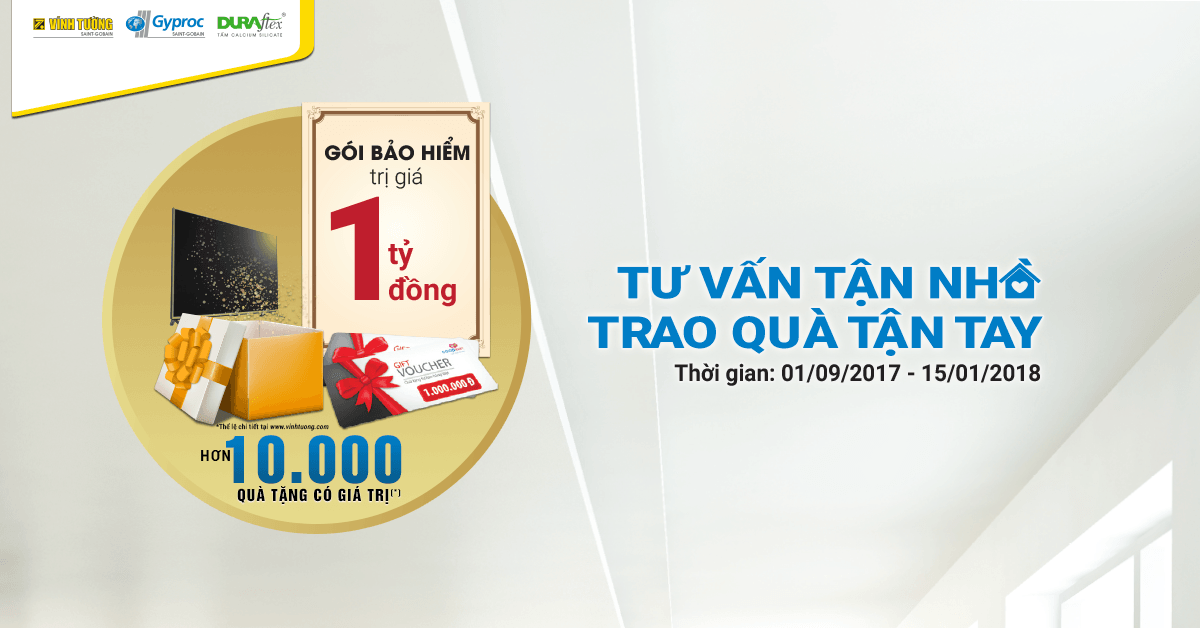 VĨNH TƯỜNG
SAINT-GOBAIN
Gyproc
SAINT-GOBAIN
DURAflex®
TẤM CALCIUM SILICATE
GÓI BẢO HIỂM
trị giá
1 tỷ
đồng
GIFT
VOUCHER
1.000.000 Đ
*Thể lệ chi tiết tại www.vinhtuong.com
HƠN 10.000
QUÀ TẶNG CÓ GIÁ TRỊ(*)
TƯ VẤN TẬN NHÀ
TRAO QUÀ TẬN TAY
Thời gian: 01/09/2017 - 15/01/2018